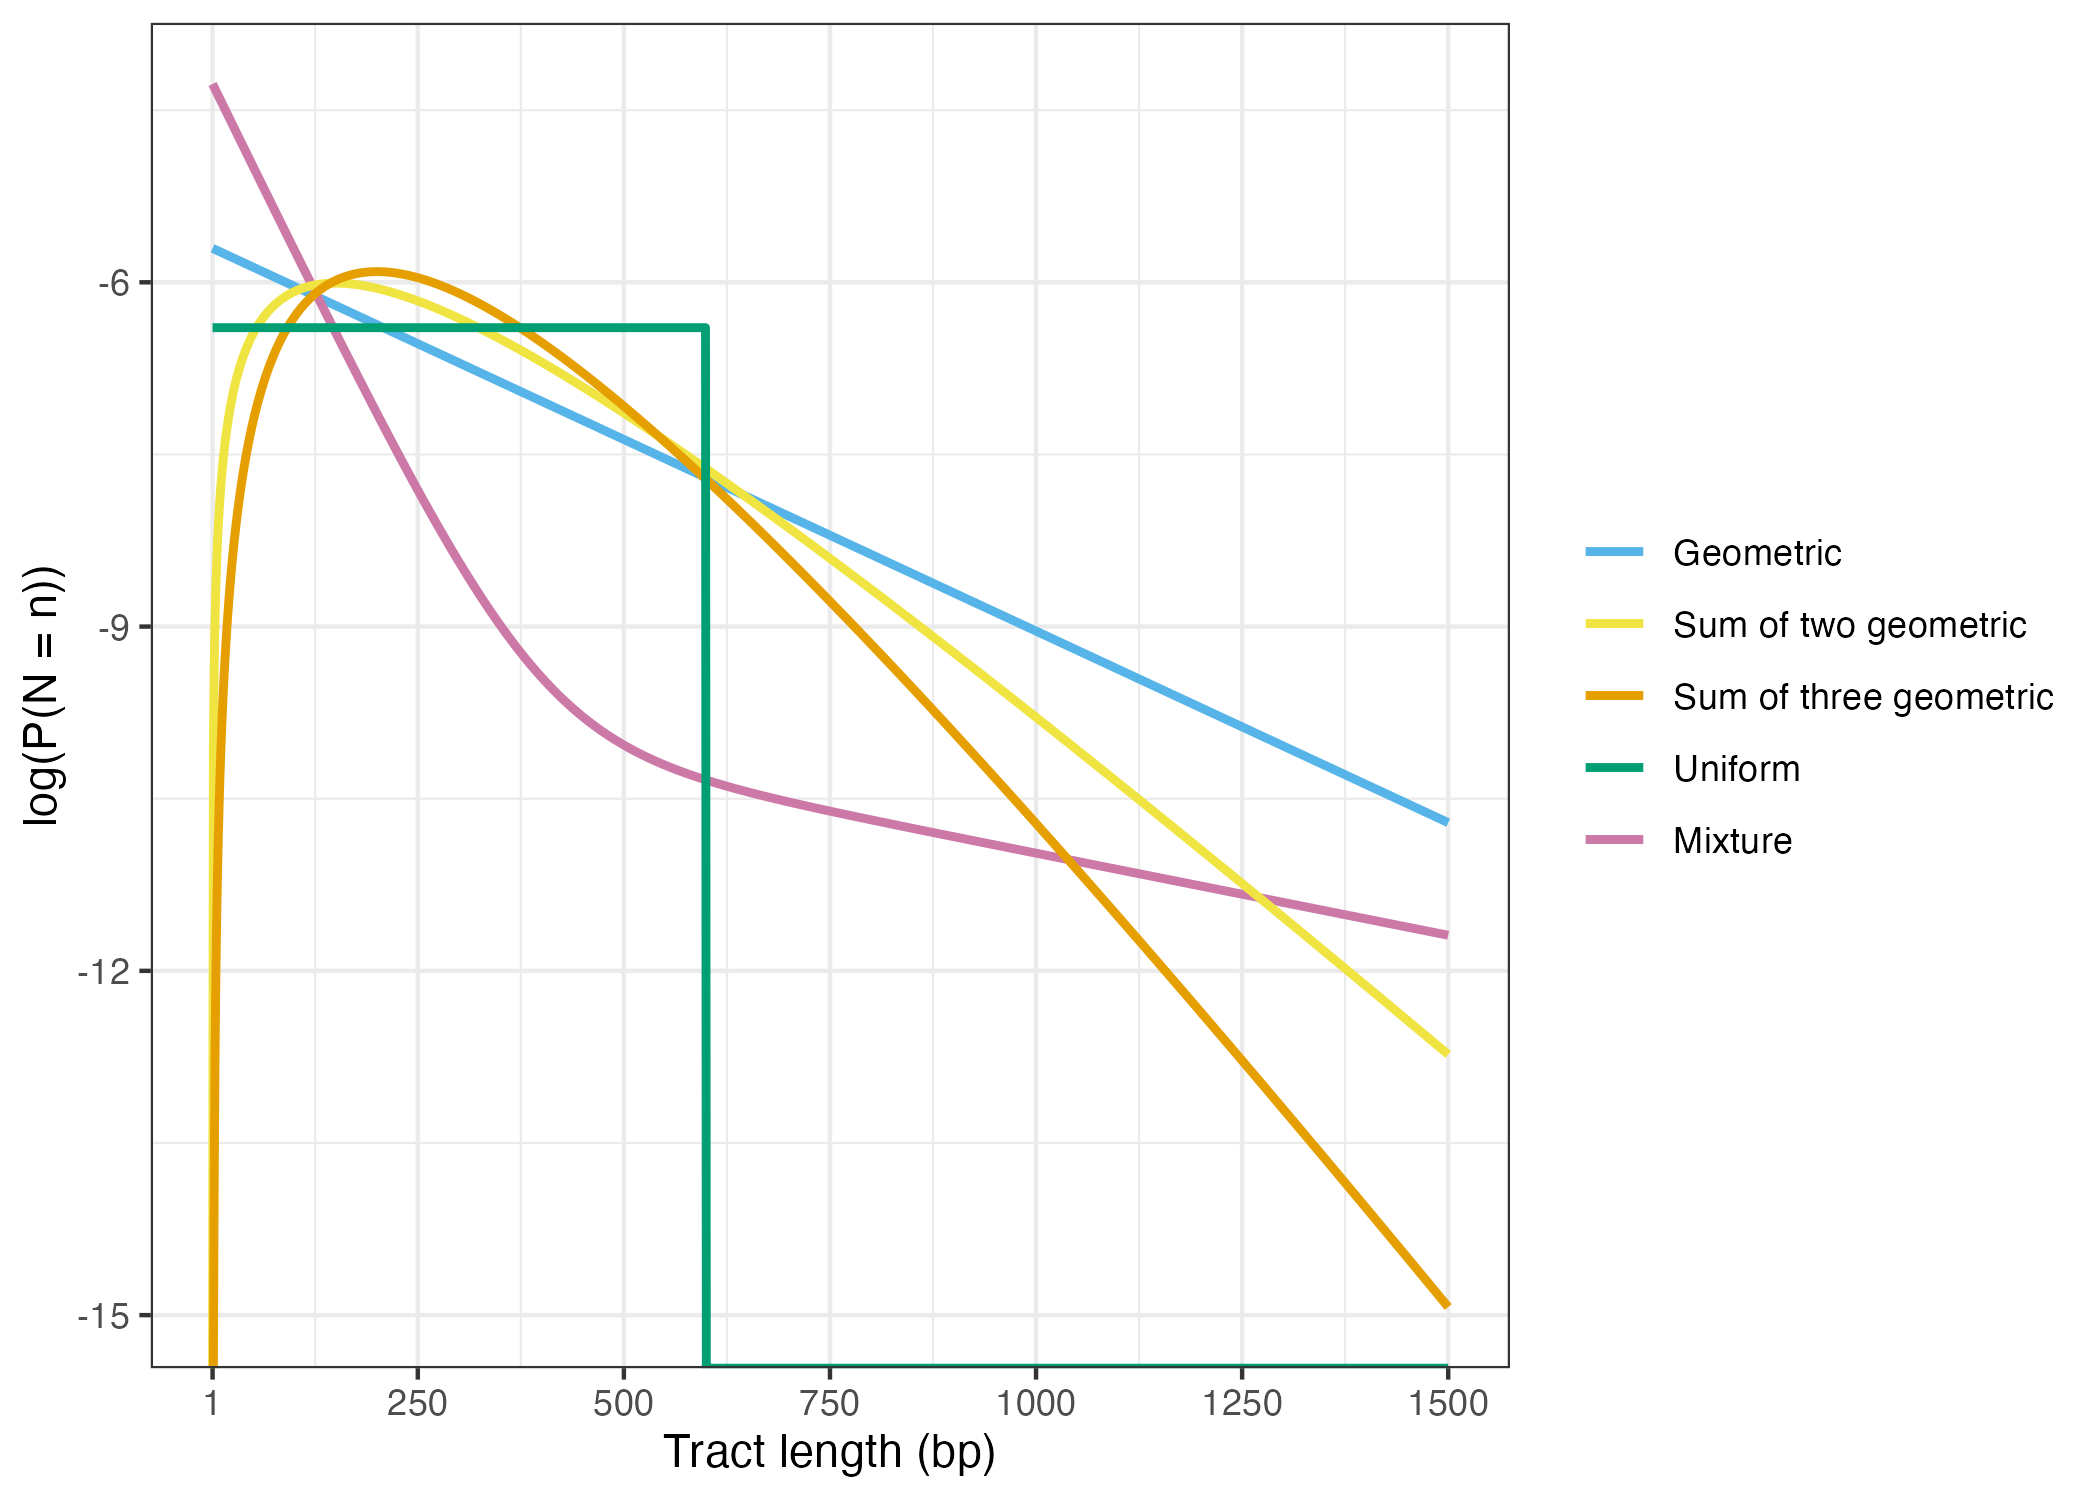 log(P(N = n))
-6
-9
-12
-15
1 250 500 750 1000 1250 1500
Tract length (bp)
Geometric
Sum of two geometric
Sum of three geometric
Uniform
Mixture